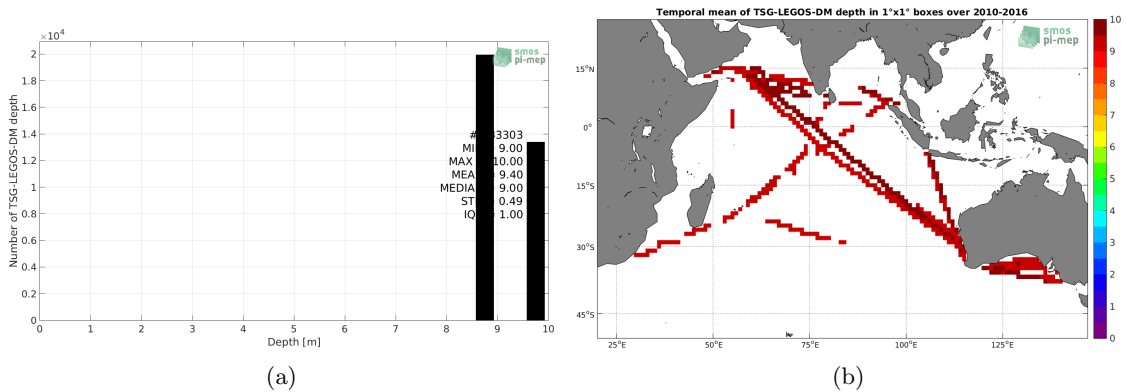 ×10⁴
2
1.8
1.6
1.4
1.2
1
0.8
0.6
0.4
0.2
0
Number of TSG-LEGOS-DM depth
smos
pi-mep
9.00
10.00
9.40
9.00
0.49
1.00
0 1 2 3 4 5 6 7 8 9 10
Depth [m]
(a)
Temporal mean of TSG-LEGOS-DM depth in 1°x1° boxes over 2010-2016
smos
pi-mep
15°N
0°
15°S
30°S
45°S
25°E 50°E 75°E 100°E 125°E
10
9
8
7
6
5
4
3
2
1
0
(b)